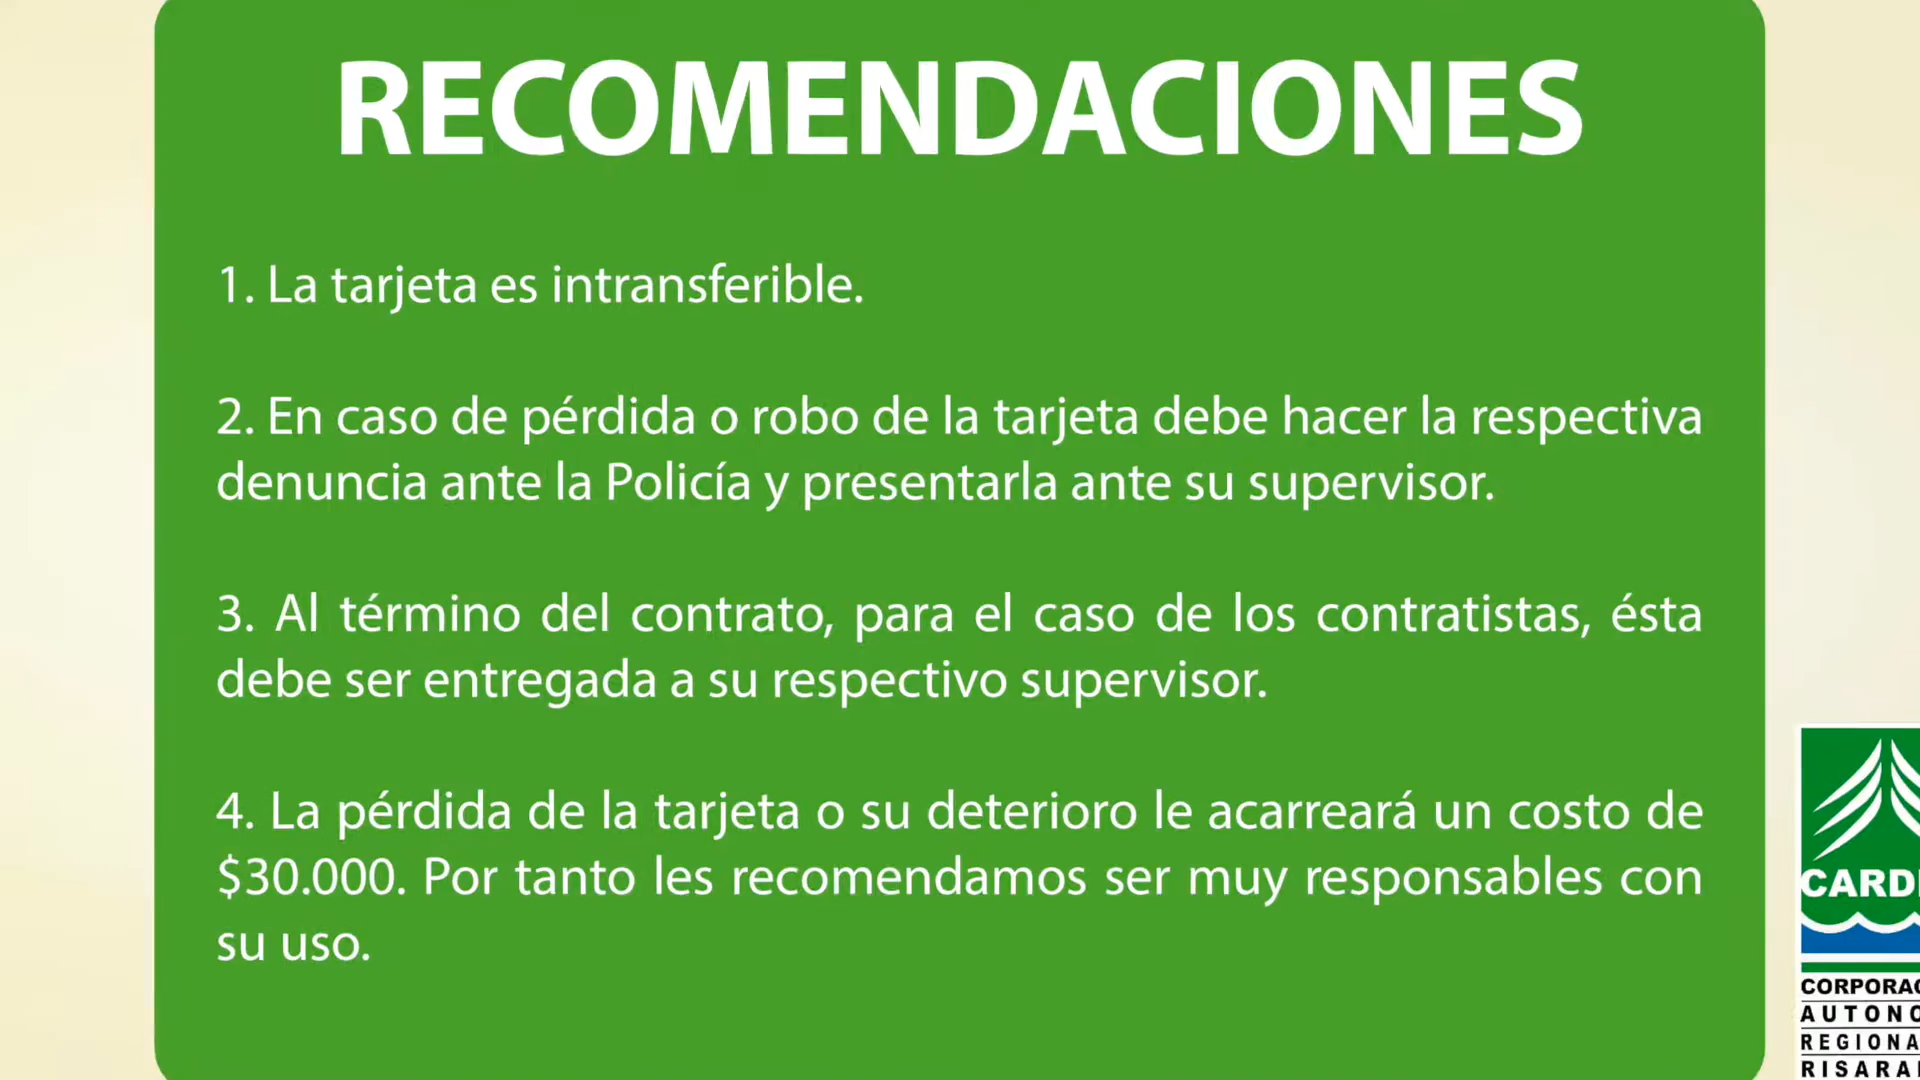 RECOMENDACIONES
1. La tarjeta es intransferible.
2. En caso de pérdida o robo de la tarjeta debe hacer la respectiva
denuncia ante la Policía y presentarla ante su supervisor.
3. Al término del contrato, para el caso de los contratistas, ésta
debe ser entregada a su respectivo supervisor.
4. La pérdida de la tarjeta o su deterioro le acarreará un costo de
$30.000. Por tanto les recomendamos ser muy responsables con
su uso.